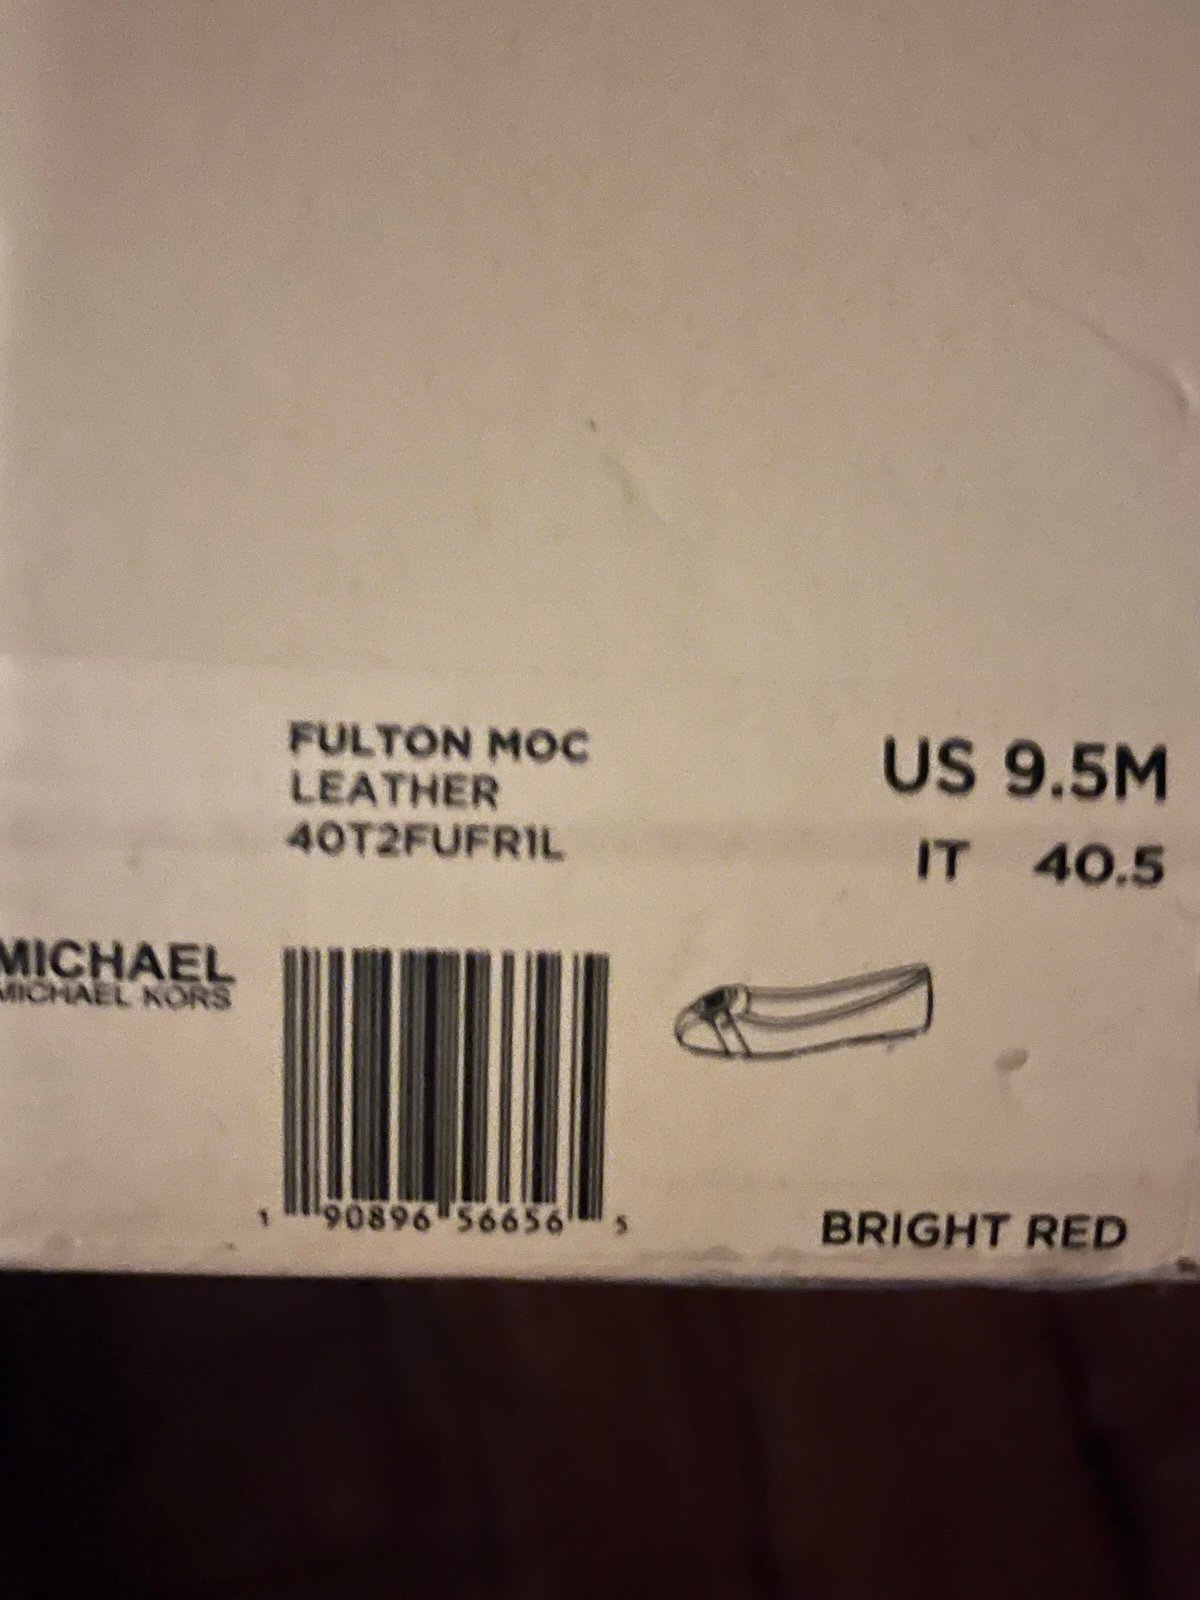 FULTON MOC
LEATHER
40T2FUFR1L
US 9.5M
IT 40.5
MICHAEL
MICHAEL KORS
1 90896 56656 5
BRIGHT RED